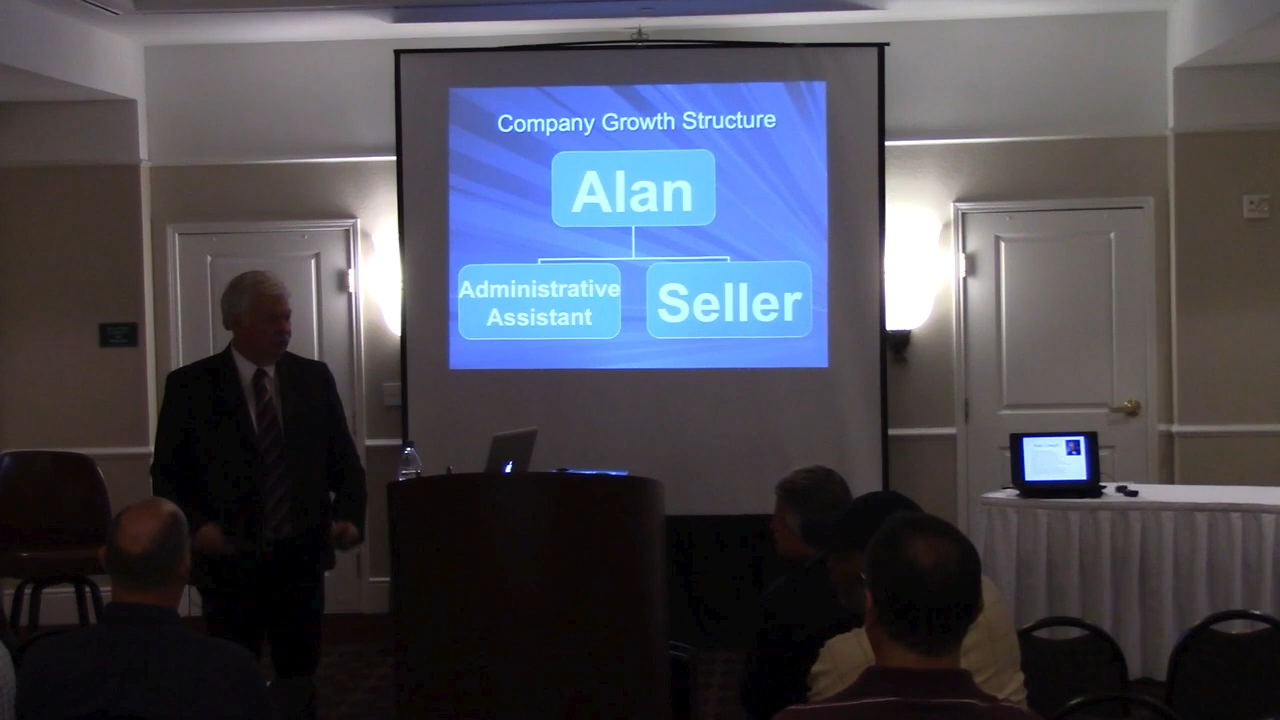 Company Growth Structure
Alan
Administrative
Assistant
Seller